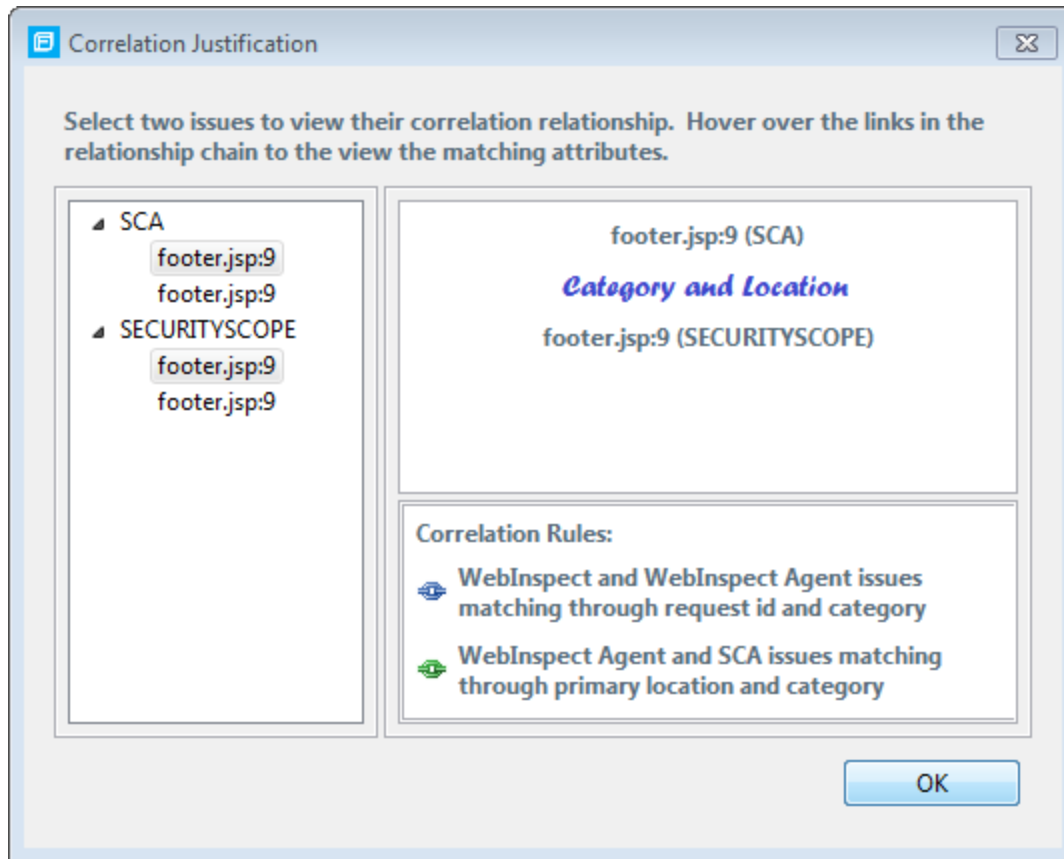 Correlation Justification
Select two issues to view their correlation relationship. Hover over the links in the
relationship chain to the view the matching attributes.
SCA
footer.jsp:9
footer.jsp:9
SECURITYSCOPE
footer.jsp:9
footer.jsp:9
footer.jsp:9 (SCA)
Category and Location
footer.jsp:9 (SECURITYSCOPE)
Correlation Rules:
WebInspect and WebInspect Agent issues
matching through request id and category
WebInspect Agent and SCA issues matching
through primary location and category
OK